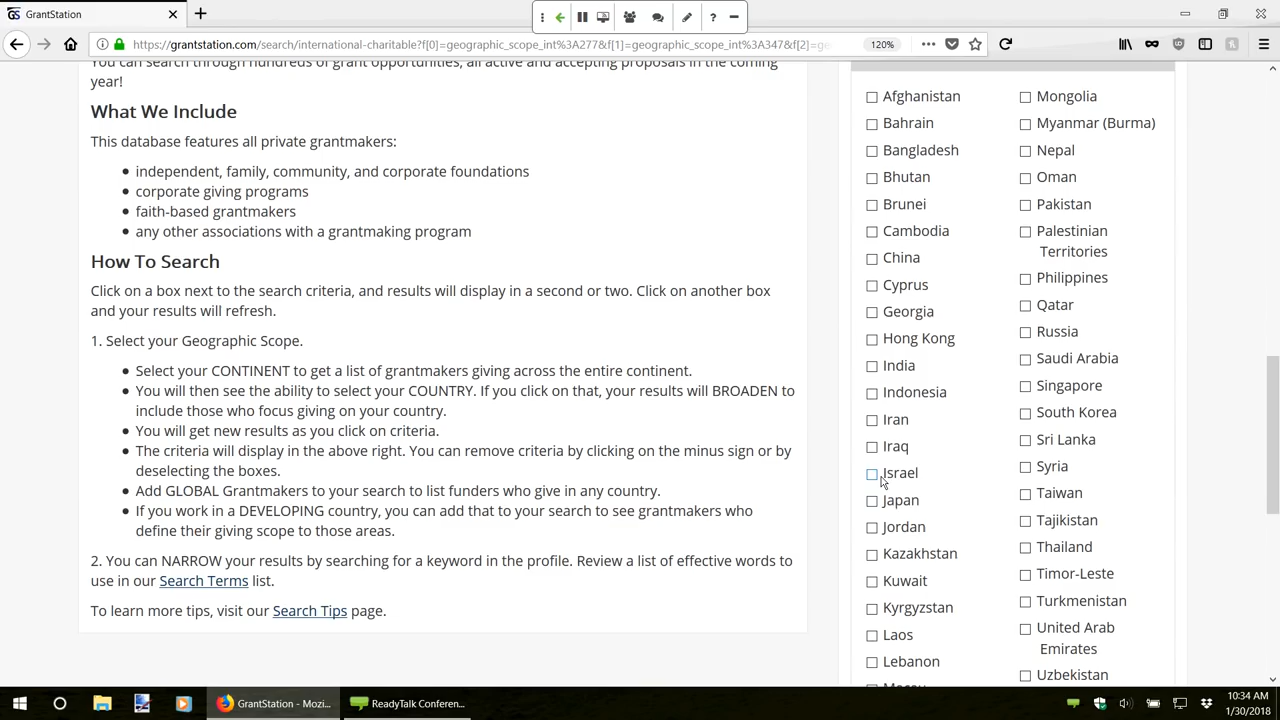 GrantStation
https://grantstation.com/search/international-charitable?f[0]=geographic_scope_int%3A277&f[1]=geographic_scope_int%3A347&f[2]=ge
120%
You can search through hundreds of grant opportunities, all active and accepting proposals in the coming
year!
What We Include
This database features all private grantmakers:
independent, family, community, and corporate foundations
corporate giving programs
faith-based grantmakers
any other associations with a grantmaking program
How To Search
Click on a box next to the search criteria, and results will display in a second or two. Click on another box
and your results will refresh.
1. Select your Geographic Scope.
Select your CONTINENT to get a list of grantmakers giving across the entire continent.
You will then see the ability to select your COUNTRY. If you click on that, your results will BROADEN to
include those who focus giving on your country.
You will get new results as you click on criteria.
The criteria will display in the above right. You can remove criteria by clicking on the minus sign or by
deselecting the boxes.
Add GLOBAL Grantmakers to your search to list funders who give in any country.
If you work in a DEVELOPING country, you can add that to your search to see grantmakers who
define their giving scope to those areas.
2. You can NARROW your results by searching for a keyword in the profile. Review a list of effective words to
use in our Search Terms list.
To learn more tips, visit our Search Tips page.
Afghanistan
Bahrain
Bangladesh
Bhutan
Brunei
Cambodia
China
Cyprus
Georgia
Hong Kong
India
Indonesia
Iran
Iraq
Israel
Japan
Jordan
Kazakhstan
Kuwait
Kyrgyzstan
Laos
Lebanon
Macau
Mongolia
Myanmar (Burma)
Nepal
Oman
Pakistan
Palestinian
Territories
Philippines
Qatar
Russia
Saudi Arabia
Singapore
South Korea
Sri Lanka
Syria
Taiwan
Tajikistan
Thailand
Timor-Leste
Turkmenistan
United Arab
Emirates
Uzbekistan
GrantStation - Mozi...
ReadyTalk Conferen...
10:34 AM
1/30/2018